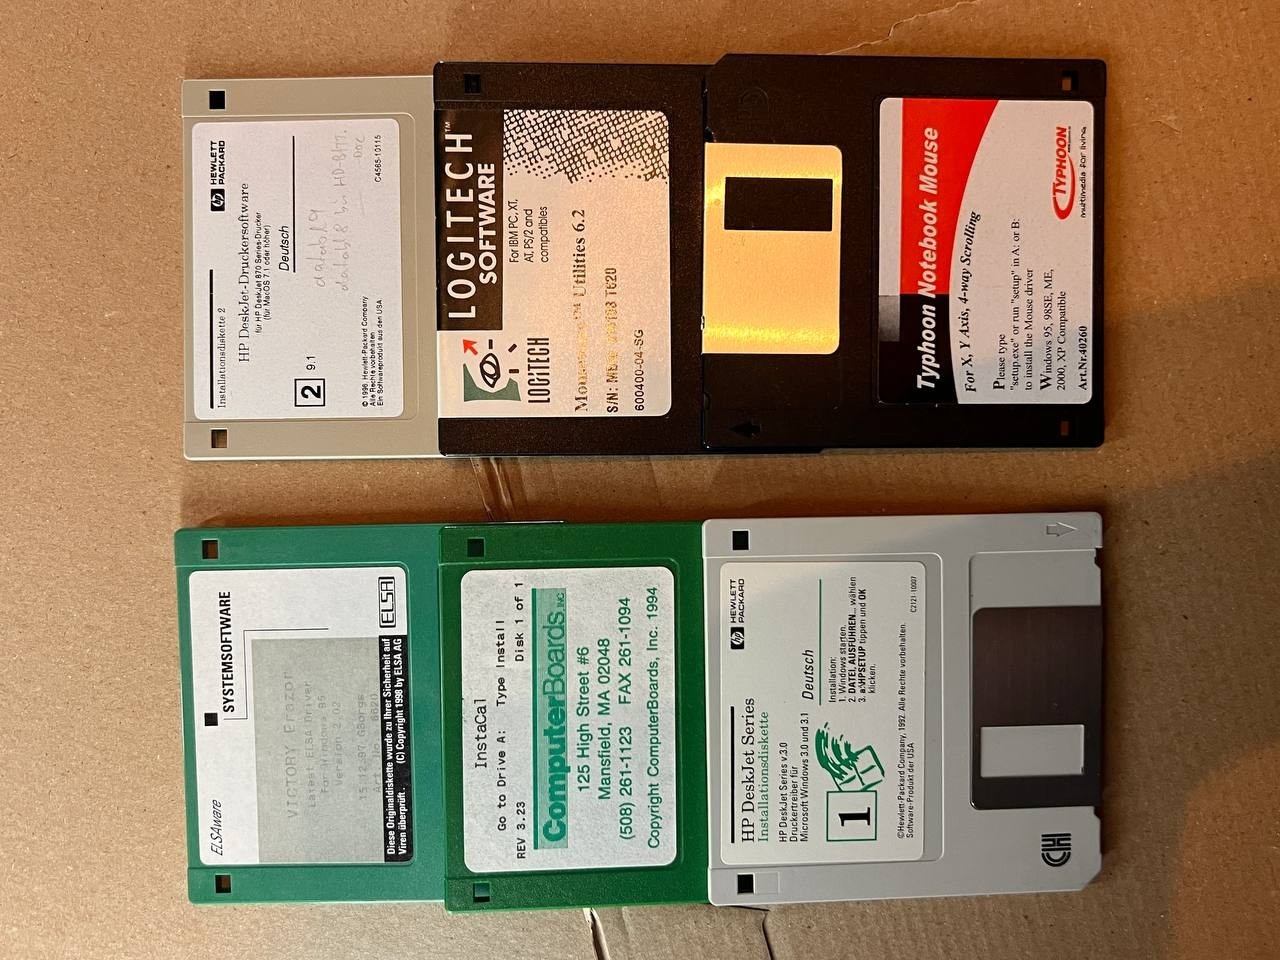 Installationsdiskette 2
HEWLETT
PACKARD
HP DeskJet-Druckersoftware
für HP DeskJet 870 Series-Drucker
(für MacOS 7.1 oder höher)
Deutsch
2
9.1
© 1996, Hewlett-Packard Company
Alle Rechte vorbehalten
Ein Softwareprodukt aus den USA
C4565-10115
LOGITECH™
SOFTWARE
LOGITECH
For IBM PC, XT,
AT, PS/2 and
compatibles
Utilities 6.2
S/N:
600400-04-SG
Typhoon Notebook Mouse
For X, Y Axis, 4-way Scrolling
Please type
"setup.exe" or run "setup" in A: or B:
to install the Mouse driver
Windows 95, 98SE, ME,
2000, XP Compatible
Art.Nr.40260
TYPHOON
multimedia for living
ELSAware
SYSTEMSOFTWARE
VICTORY Erazor
Latest ELSA Driver
For Windows 95
Version 2.02
15.12.97 Georgs
Diese Originaldiskette wurde zu Ihrer Sicherheit auf
Viren überprüft. (C) Copyright 1998 by ELSA AG
ELSA
InstaCal
Go to Drive A: Type Install
REV 3.23 Disk 1 of 1
ComputerBoards, INC.
125 High Street #6
Mansfield, MA 02048
(508) 261-1123 FAX 261-1094
Copyright ComputerBoards, Inc. 1994
HP DeskJet Series
Installationsdiskette
HEWLETT
PACKARD
HP DeskJet Series v.3.0
Druckertreiber für
Microsoft Windows 3.0 und 3.1
Deutsch
1
Installation:
1. Windows starten,
2. DATEI, AUSFÜHREN... wählen
3. a:\HPSETUP tippen und OK
klicken.
©Hewlett-Packard Company, 1992. Alle Rechte vorbehalten.
Software-Produkt der USA
C2121-10007